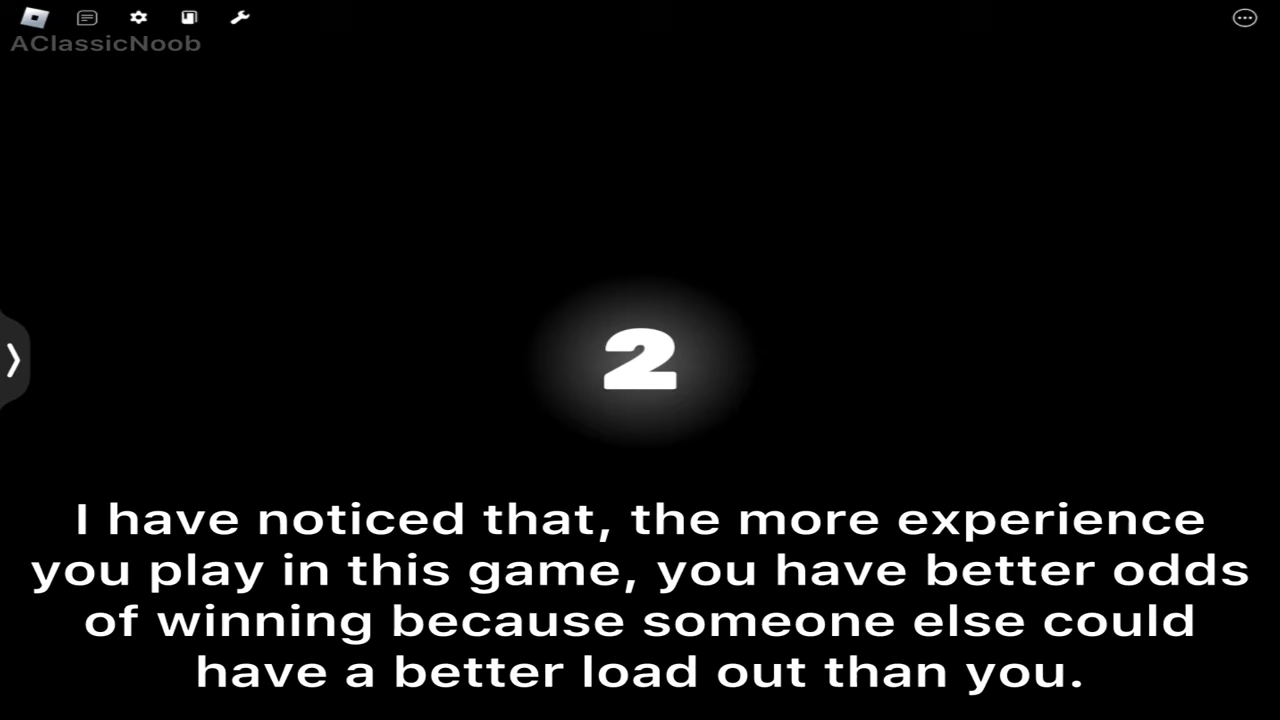 AClassicNoob
2
I have noticed that, the more experience
you play in this game, you have better odds
of winning because someone else could
have a better load out than you.